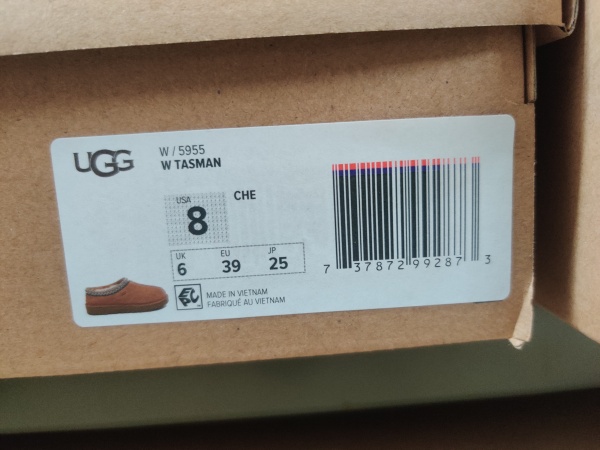 UGG
W / 5955
W TASMAN
USA
8
CHE
UK
6
EU
39
JP
25
MADE IN VIETNAM
FABRIQUÉ AU VIETNAM
7 37872 99287 3